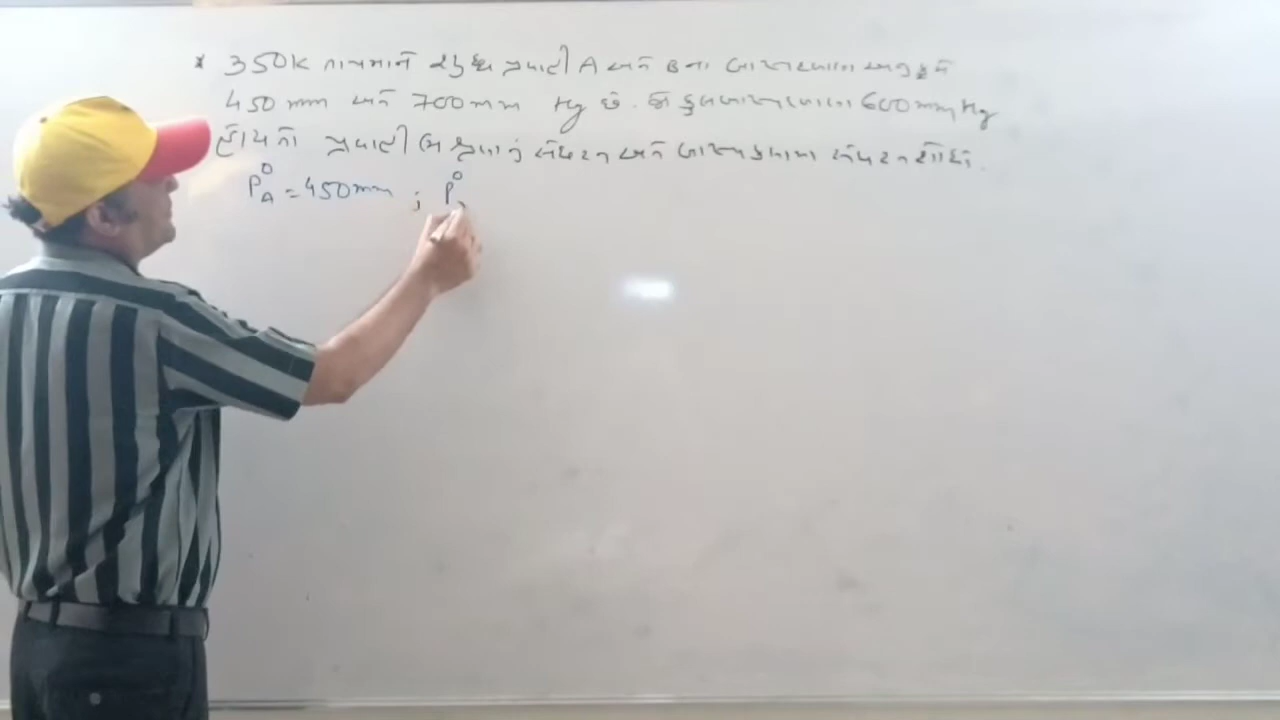 * 350K તાપમાને શુદ્ધ પ્રવાહી A અને B ના બાષ્પદબાણ અનુક્રમે
450 mm અને 700 mm Hg છે. જો કુલ બાષ્પદબાણ 600 mm Hg
હોય તો પ્રવાહી મિશ્રણનું સંઘટન અને બાષ્પકલામાં સંઘટન શોધો.
P°A = 450 mm ; P°